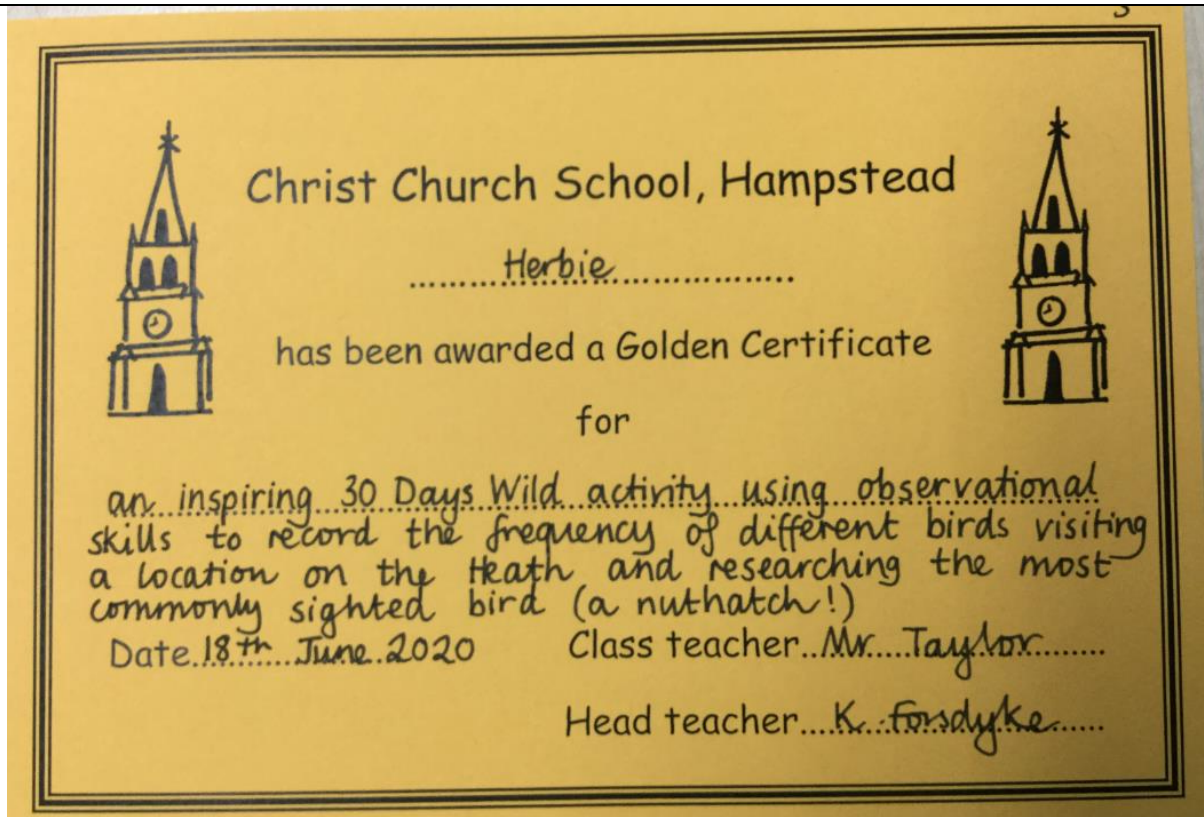 Christ Church School, Hampstead
Herbie
has been awarded a Golden Certificate
for
an inspiring 30 Days Wild activity using observational
skills to record the frequency of different birds visiting
a location on the Heath and researching the most
commonly sighted bird (a nuthatch!)
Date 18th June 2020 Class teacher Mr Taylor
Head teacher K Forsdyke